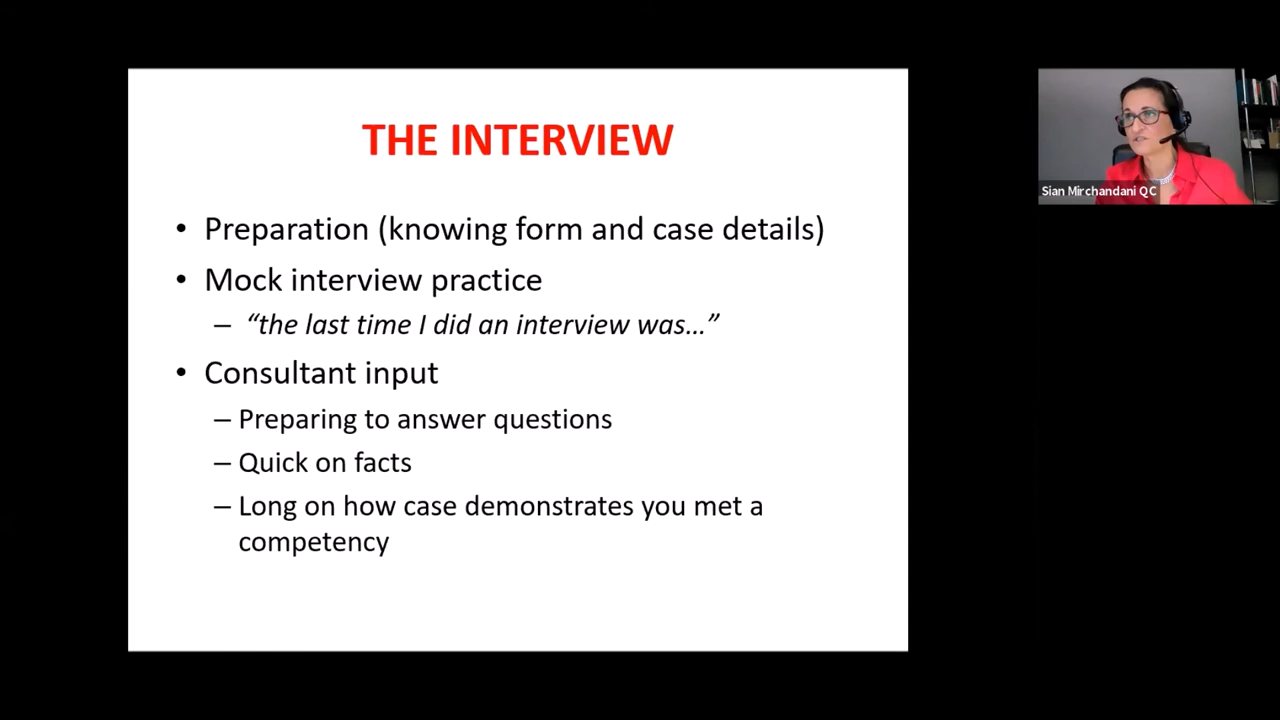 THE INTERVIEW
• Preparation (knowing form and case details)
• Mock interview practice
– “the last time I did an interview was…”
• Consultant input
– Preparing to answer questions
– Quick on facts
– Long on how case demonstrates you met a
competency
Sian Mirchandani QC